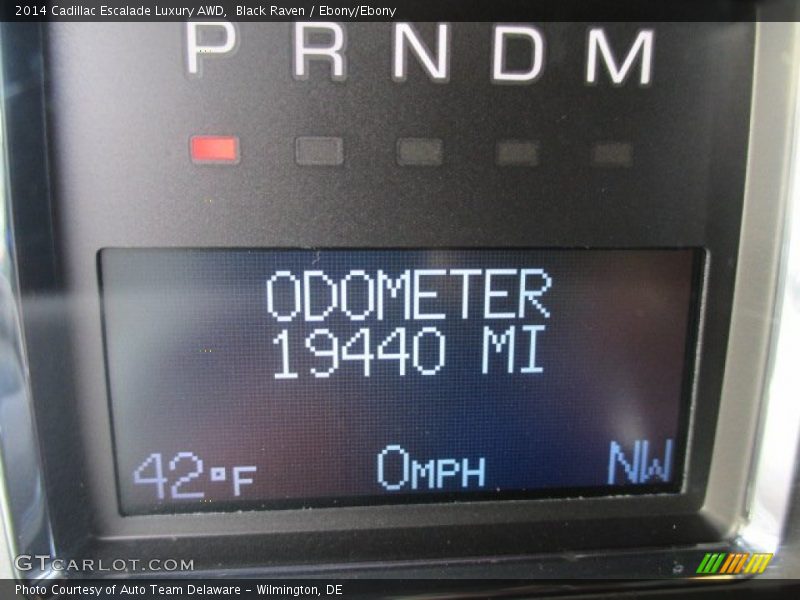 2014 Cadillac Escalade Luxury AWD,  Black Raven / Ebony/Ebony
P R N D M
ODOMETER
19440 MI
42°F 0MPH NW
GTCARLOT.COM
Photo Courtesy of Auto Team Delaware – Wilmington, DE